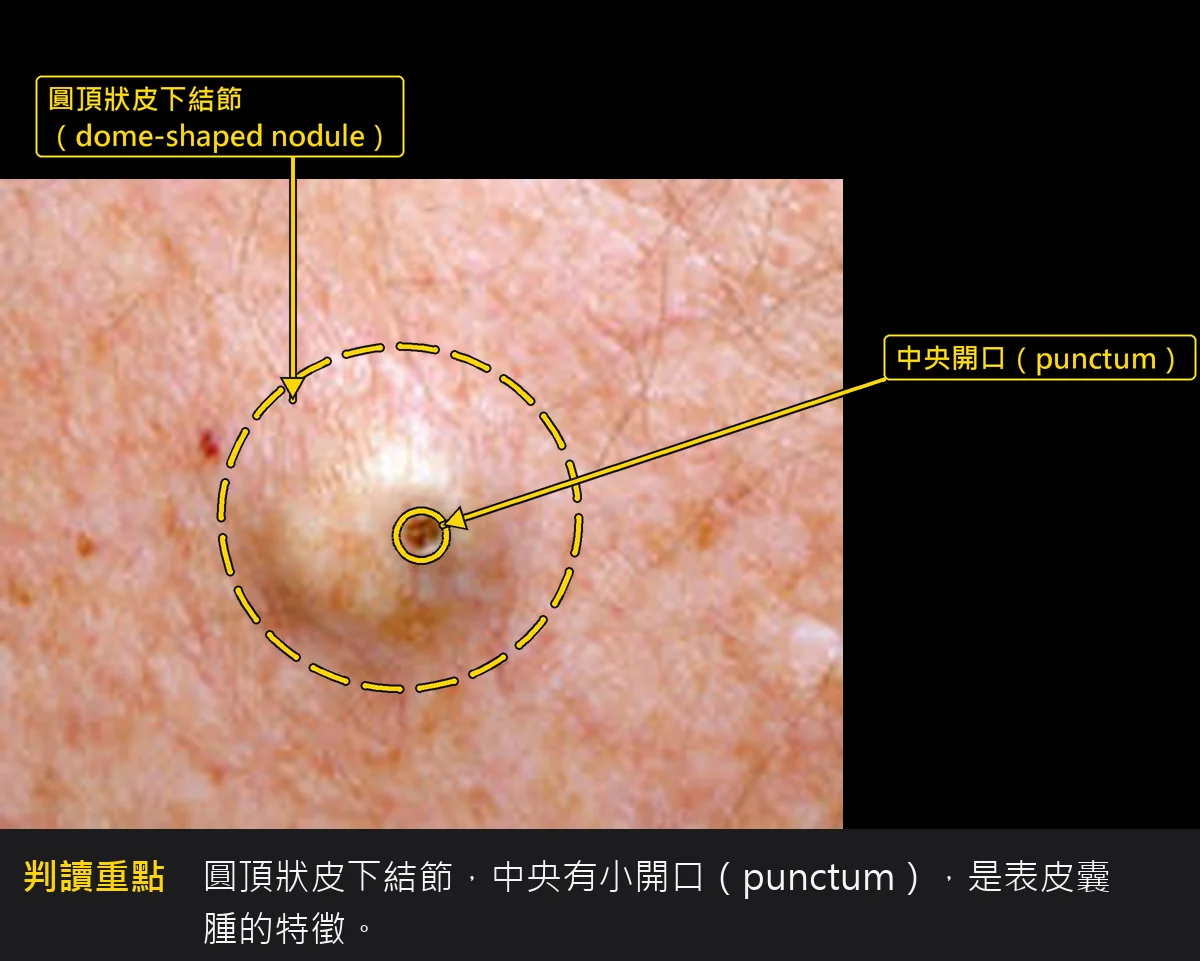 圓頂狀皮下結節
（dome-shaped nodule）
中央開口（punctum）
判讀重點 圓頂狀皮下結節，中央有小開口（punctum），是表皮囊
腫的特徵。